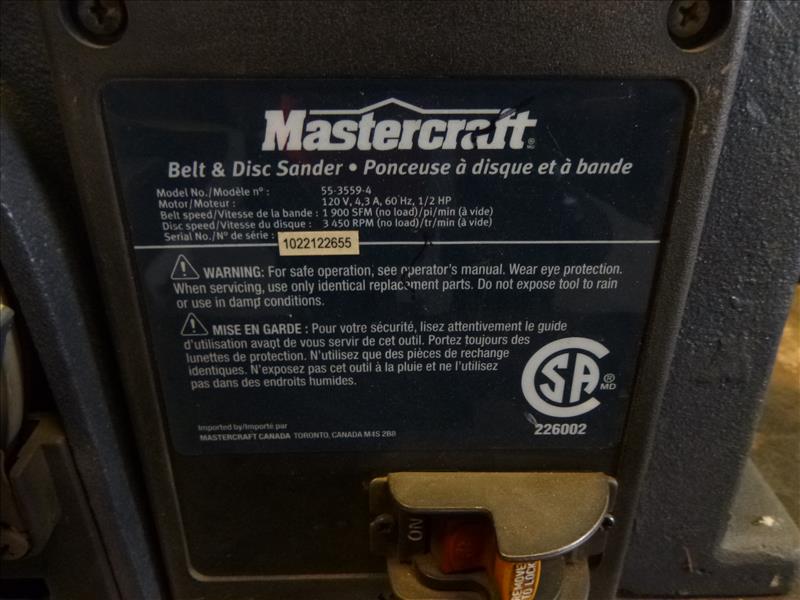 Mastercraft®
Belt & Disc Sander • Ponceuse à disque et à bande
Model No./Modèle n° : 55-3559-4
Motor/Moteur : 120 V, 4,3 A, 60 Hz, 1/2 HP
Belt speed/Vitesse de la bande : 1 900 SFM (no load)/pi/min (à vide)
Disc speed/Vitesse du disque : 3 450 RPM (no load)/tr/min (à vide)
Serial No./N° de série : 1022122655
WARNING: For safe operation, see operator's manual. Wear eye protection.
When servicing, use only identical replacement parts. Do not expose tool to rain
or use in damp conditions.
MISE EN GARDE : Pour votre sécurité, lisez attentivement le guide
d'utilisation avant de vous servir de cet outil. Portez toujours des
lunettes de protection. N'utilisez que des pièces de rechange
identiques. N'exposez pas cet outil à la pluie et ne l'utilisez
pas dans des endroits humides.
CSA ® MD
226002
Imported by/Importé par
MASTERCRAFT CANADA TORONTO, CANADA M4S 2B8
ON
REMOVE
TO LOCK